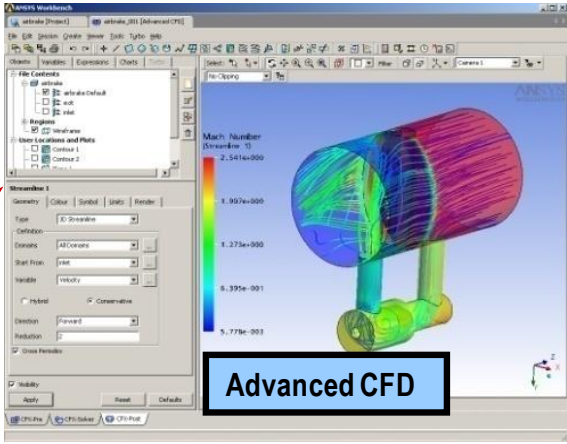 ANSYS Workbench
airbrake [Project] airbrake_001 [Advanced CFD]
File Edit Session Create Viewer Tools Turbo Help
Objects Variables Expressions Charts Turbo
File Contents
airbrake
airbrake Default
exit
inlet
Regions
Wireframe
User Locations and Plots
Contour 1
Contour 2
Streamline 1
Geometry Colour Symbol Units Render
Type 3D Streamline
Definition
Domains All Domains ...
Start From inlet ...
Variable Velocity ...
Hybrid Conservative
Direction Forward
Reduction 2
Cross Periodics
Visibility
Apply Reset Defaults
CFX-Pre CFX-Solver CFX-Post
Select:
Filter
Camera 1
No Clipping
ANSYS
Mach Number
(Streamline 1)
2.541e+000
1.907e+000
1.273e+000
6.395e-001
5.778e-003
Z
X
Y
Advanced CFD